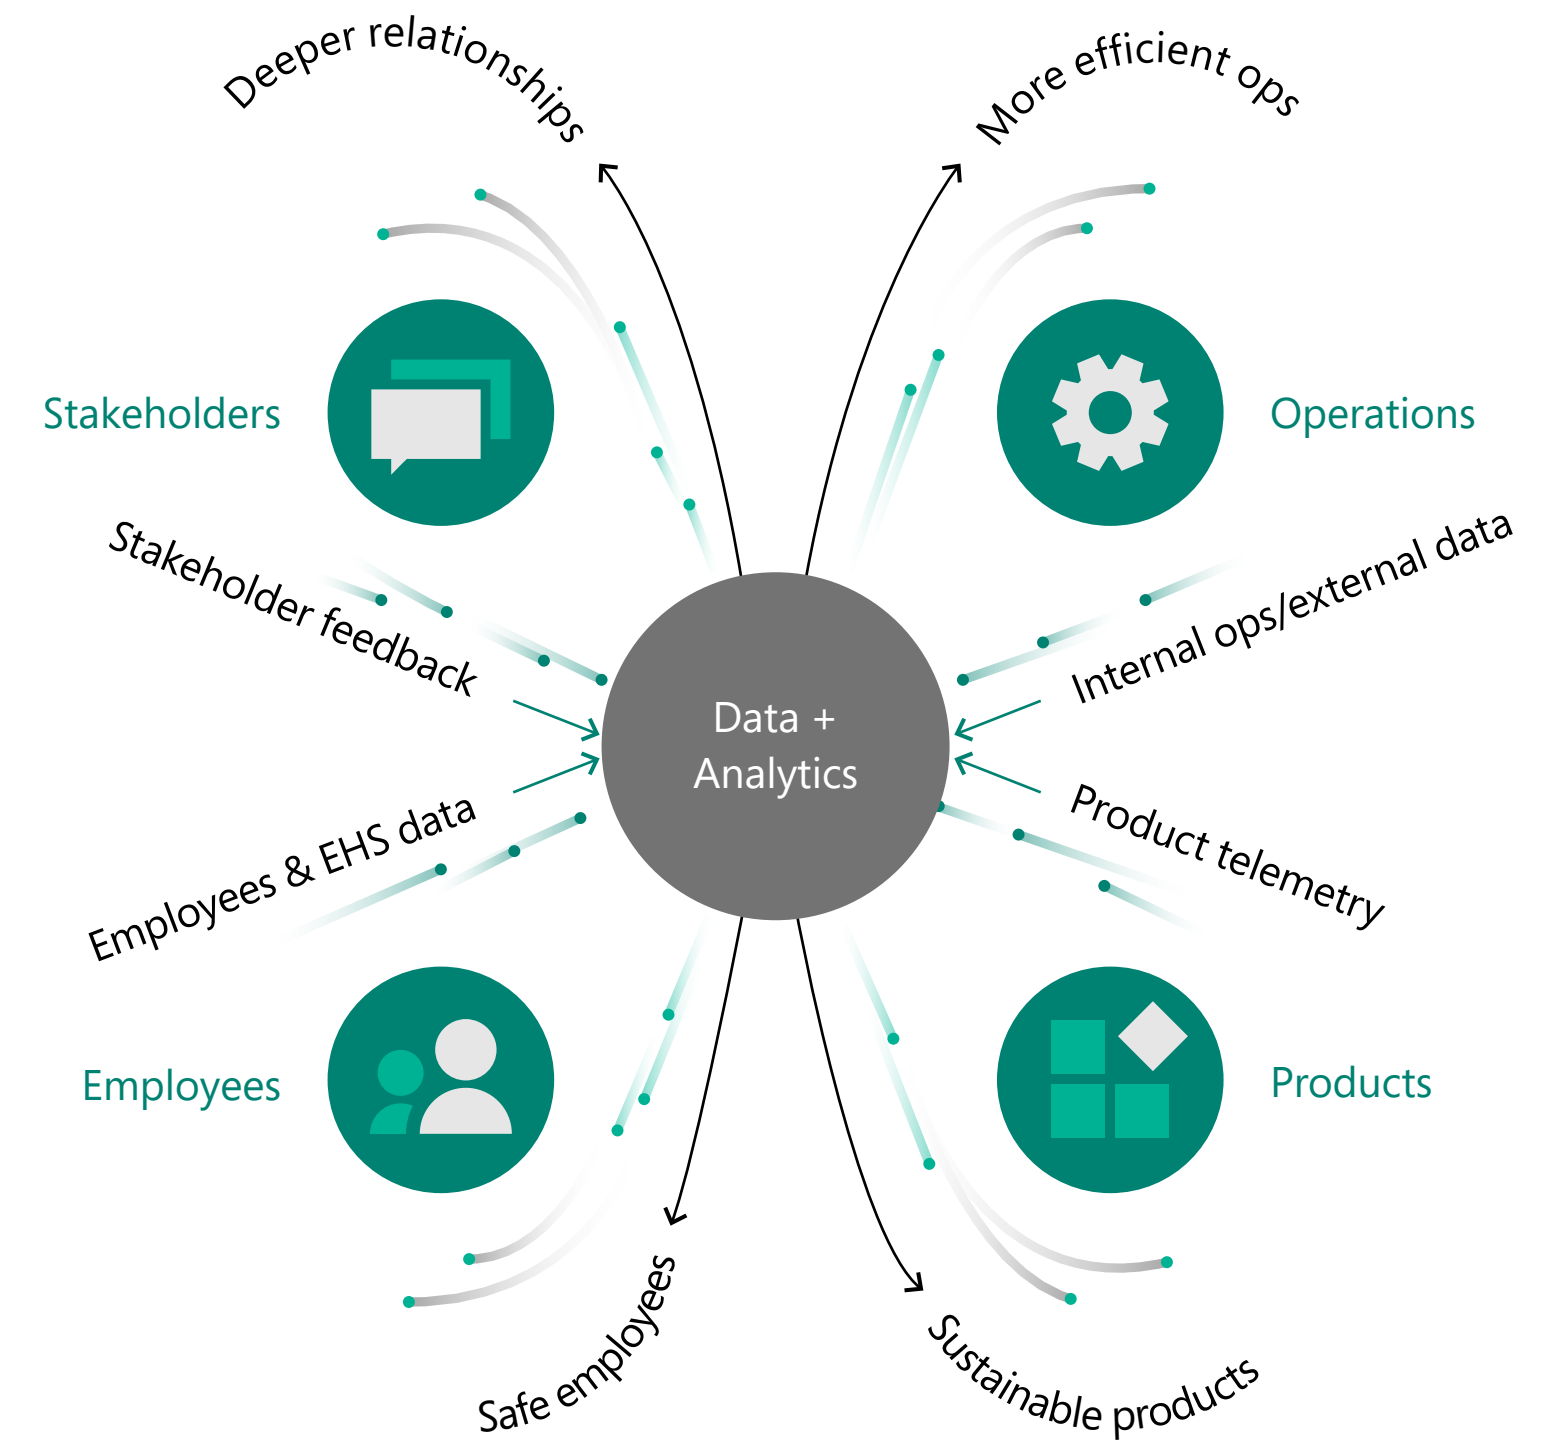 Deeper relationships
More efficient ops
Stakeholders
Operations
Stakeholder feedback
Internal ops/external data
Data +
Analytics
Employees & EHS data
Product telemetry
Employees
Products
Safe employees
Sustainable products